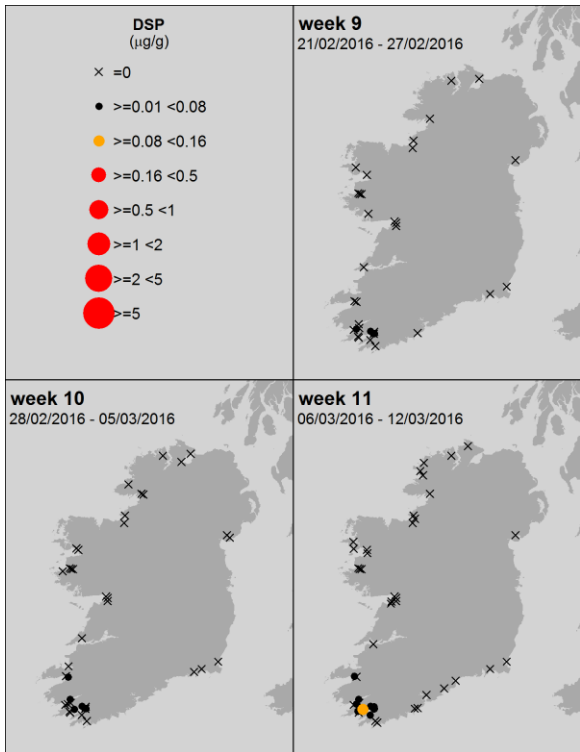 DSP
(µg/g)
=0
>=0.01 <0.08
>=0.08 <0.16
>=0.16 <0.5
>=0.5 <1
>=1 <2
>=2 <5
>=5
week 9
21/02/2016 - 27/02/2016
week 10
28/02/2016 - 05/03/2016
week 11
06/03/2016 - 12/03/2016